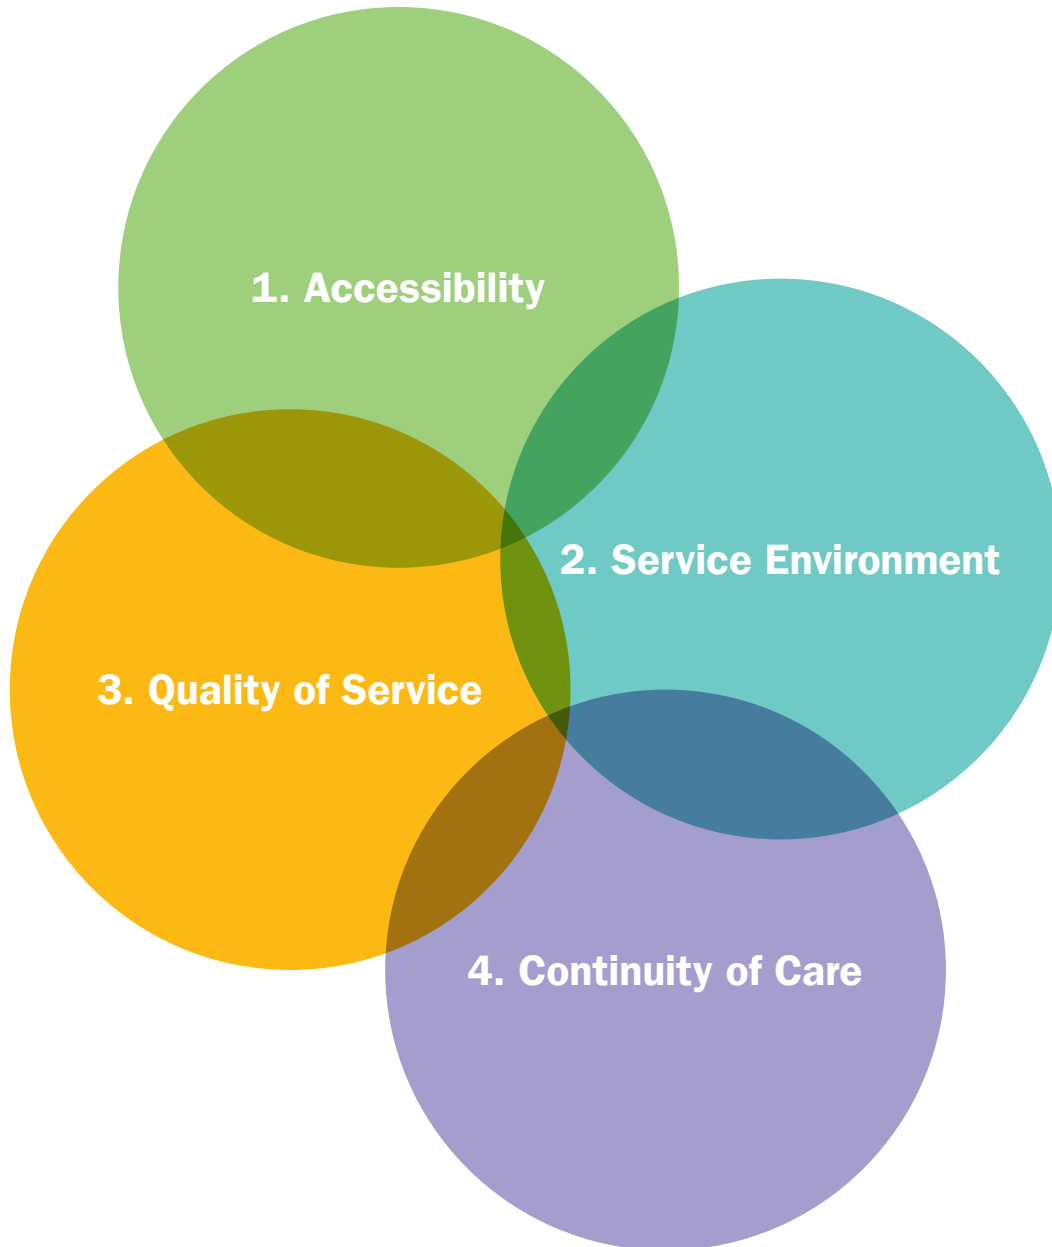 1. Accessibility
2. Service Environment
3. Quality of Service
4. Continuity of Care